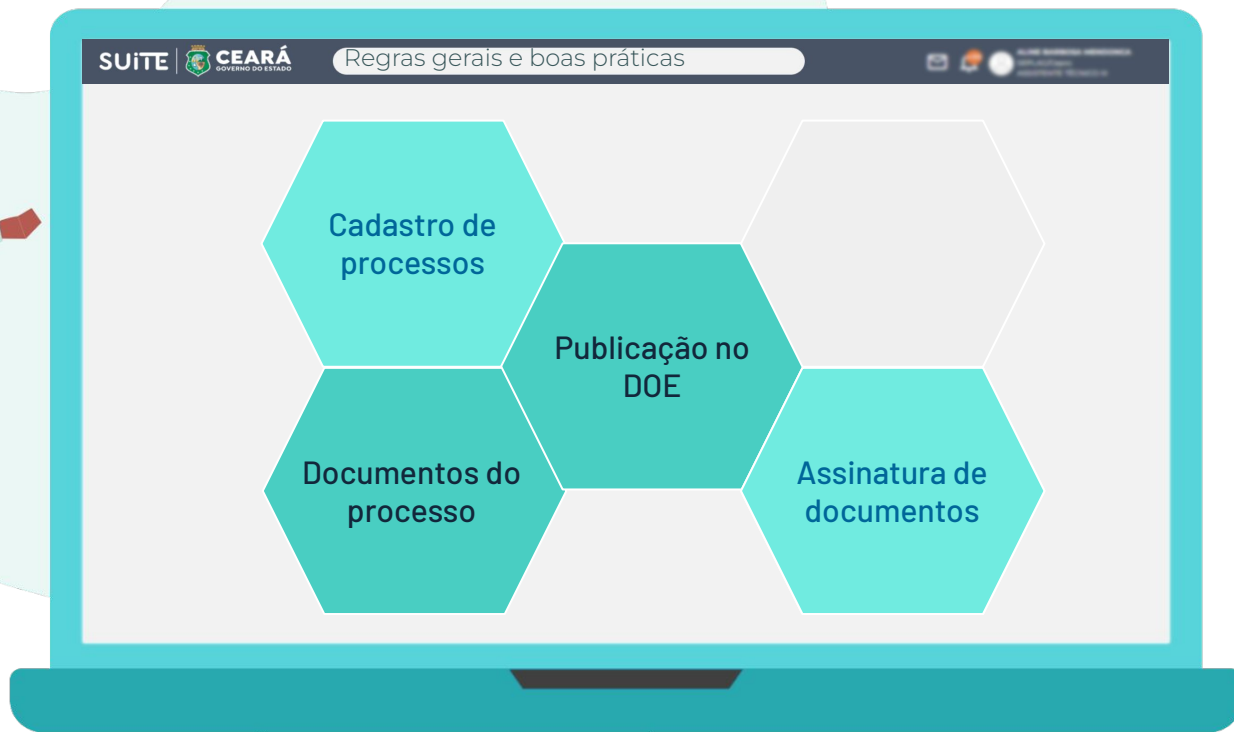 SUiTE CEARÁ Regras gerais e boas práticas
GOVERNO DO ESTADO
Cadastro de
processos
Publicação no
DOE
Documentos do
processo
Assinatura de
documentos